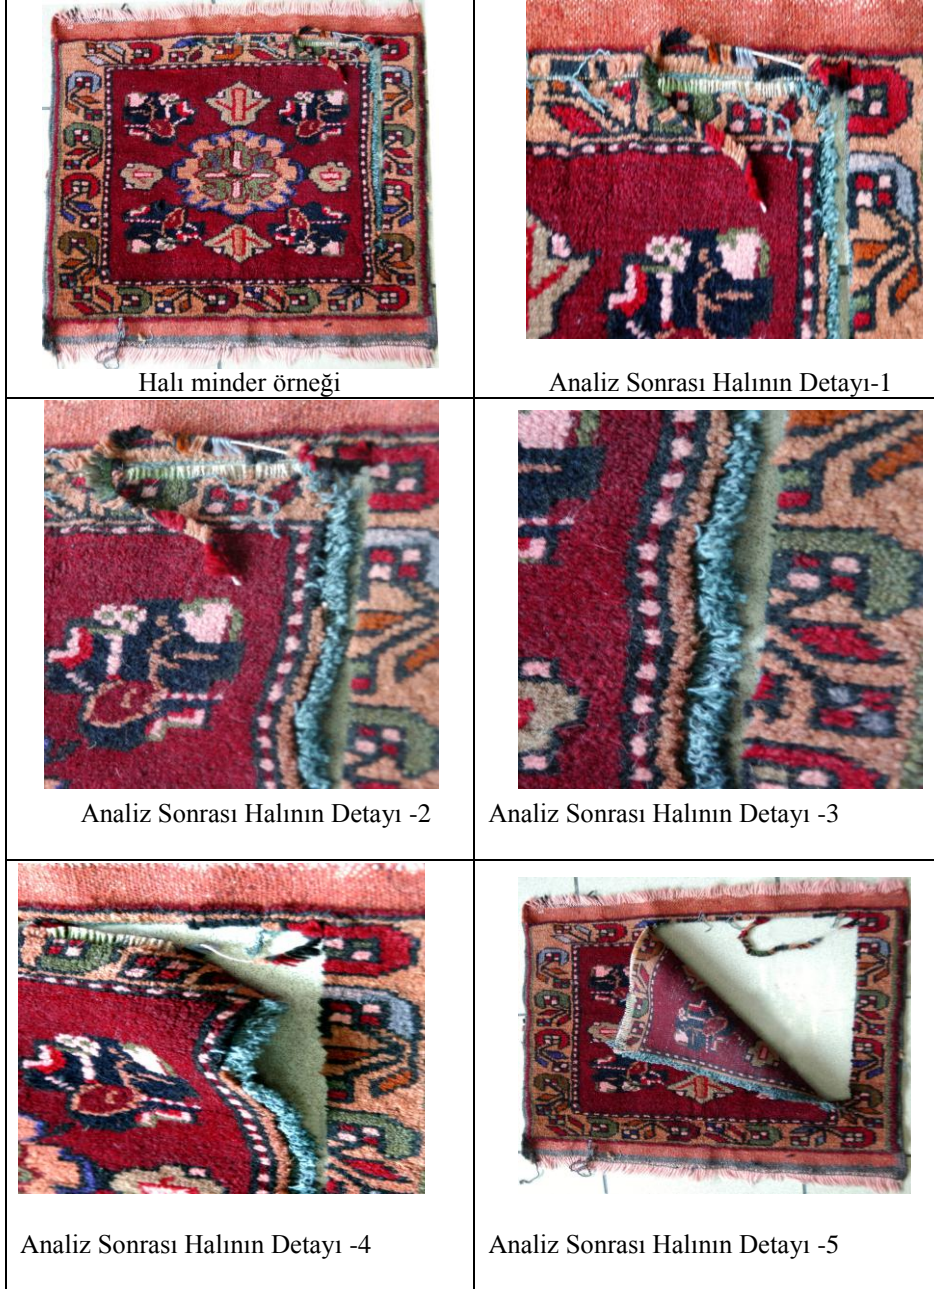 Halı minder örneği
Analiz Sonrası Halının Detayı-1
Analiz Sonrası Halının Detayı -2
Analiz Sonrası Halının Detayı -3
Analiz Sonrası Halının Detayı -4
Analiz Sonrası Halının Detayı -5